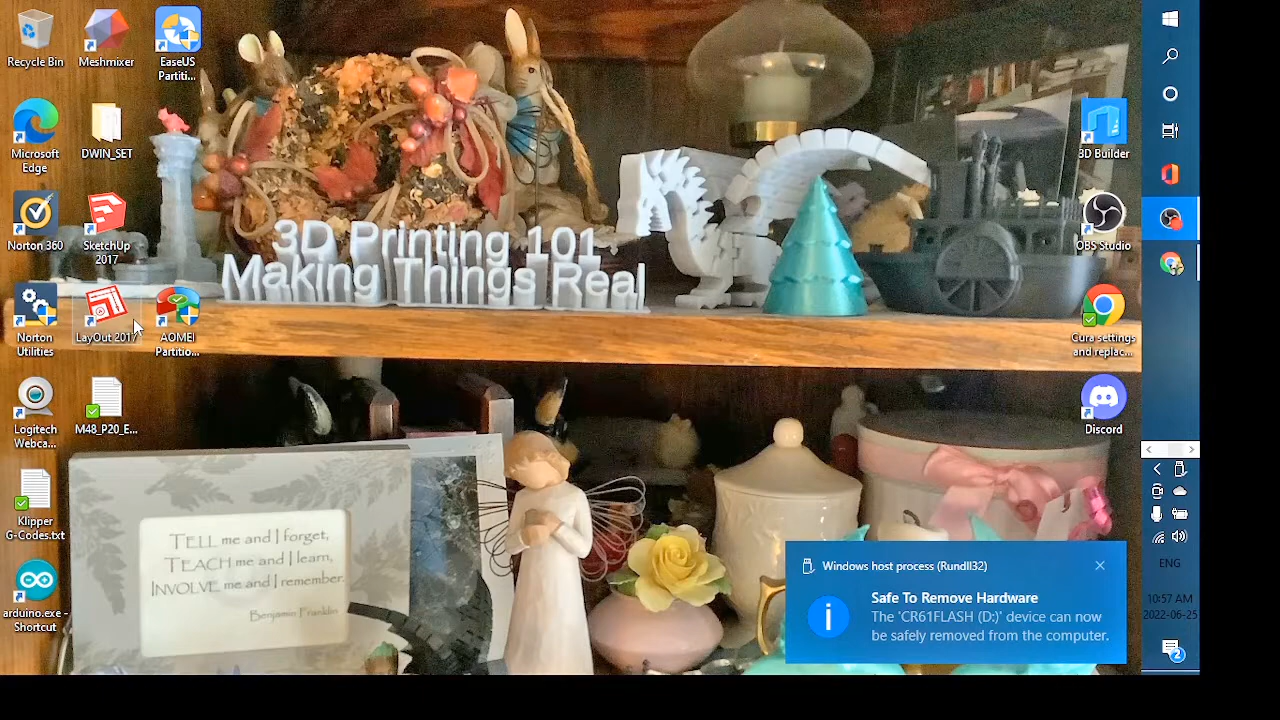 Recycle Bin
Meshmixer
EaseUS
Partiti...
Microsoft
Edge
DWIN_SET
Norton 360
SketchUp
2017
Norton
Utilities
LayOut 2017
AOMEI
Partitio...
Logitech
Webca...
M48_P20_E...
Klipper
G-Codes.txt
arduino.exe -
Shortcut
3D Printing 101
Making Things Real
TELL me and I forget,
TEACH me and I learn,
INVOLVE me and I remember.
Benjamin Franklin
3D Builder
OBS Studio
Cura settings
and replac...
Discord
Windows host process (Rundll32)
Safe To Remove Hardware
The 'CR61FLASH (D:)' device can now
be safely removed from the computer.
ENG
10:57 AM
2022-06-25
2